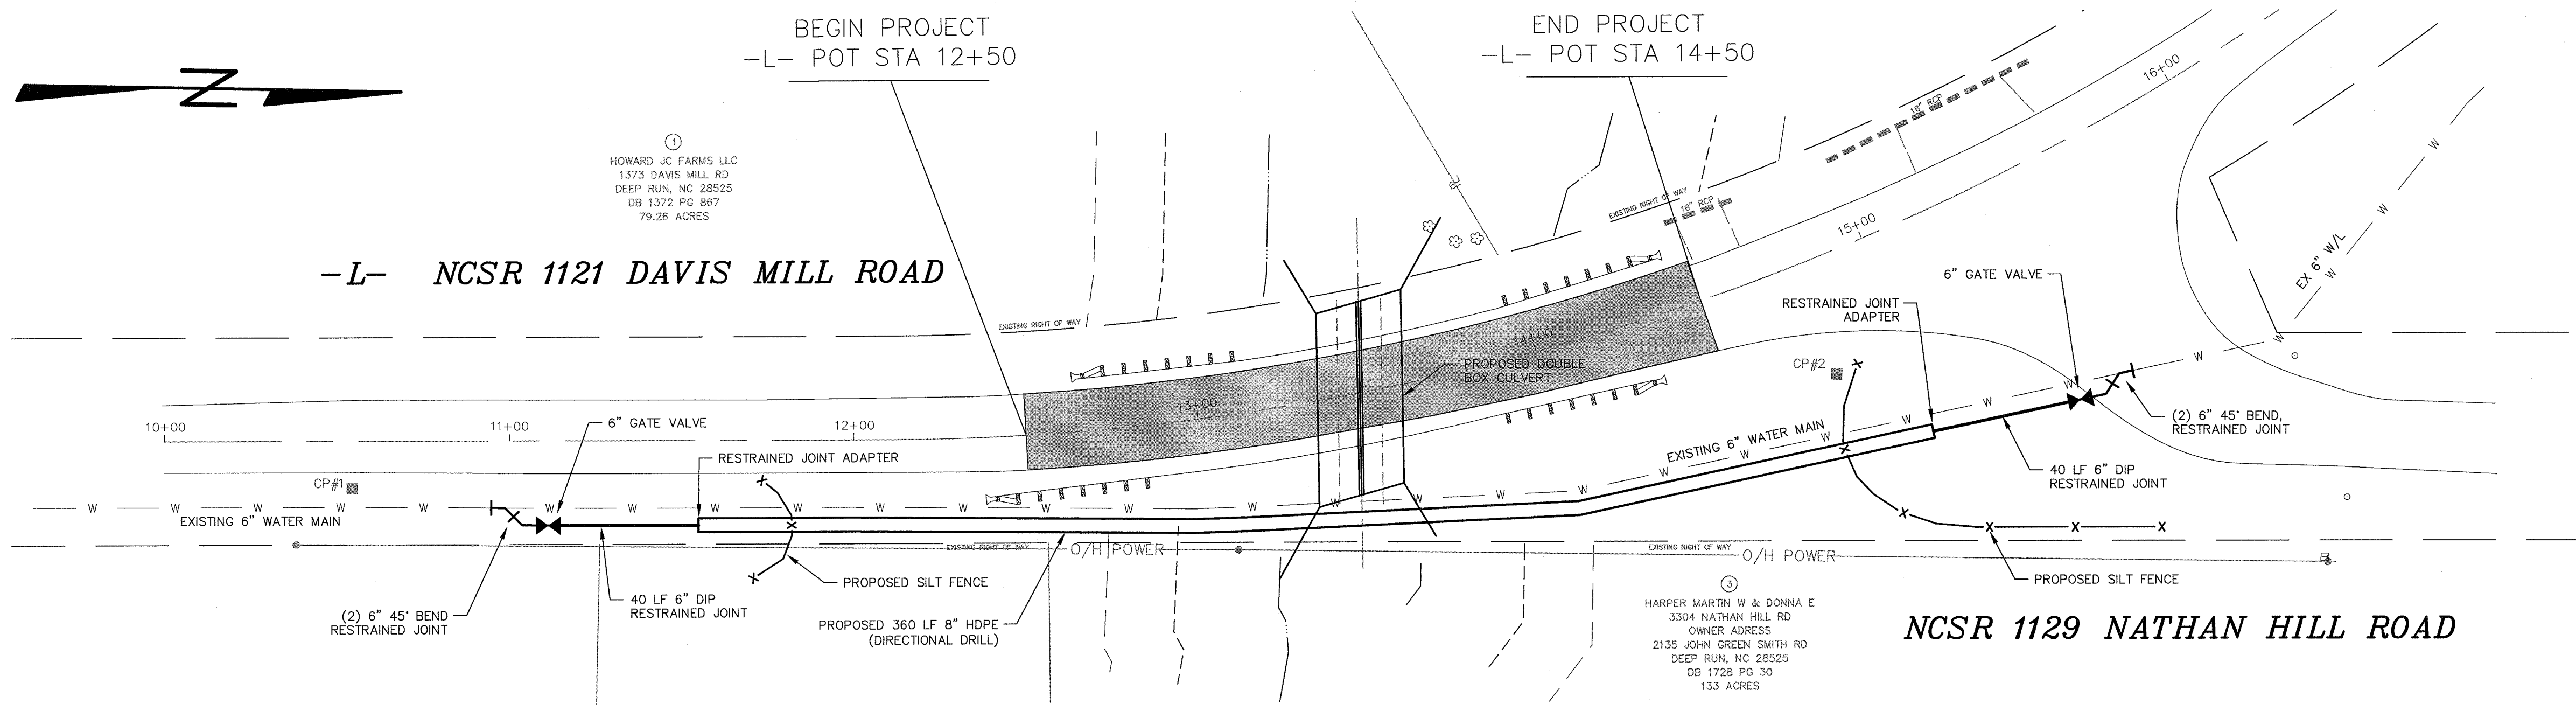 BEGIN PROJECT
-L- POT STA 12+50
END PROJECT
-L- POT STA 14+50
N
1
HOWARD JC FARMS LLC
1373 DAVIS MILL RD
DEEP RUN, NC 28525
DB 1372 PG 867
79.26 ACRES
-L- NCSR 1121 DAVIS MILL ROAD
EXISTING RIGHT OF WAY
EXISTING RIGHT OF WAY
18" RCP
18" RCP
16+00
15+00
14+00
13+00
12+00
11+00
10+00
EX 6" W/L
W
W
W
W
W
6" GATE VALVE
RESTRAINED JOINT
ADAPTER
PROPOSED DOUBLE
BOX CULVERT
CP#2
6" GATE VALVE
RESTRAINED JOINT ADAPTER
CP#1
EXISTING 6" WATER MAIN
EXISTING 6" WATER MAIN
W W W W W W W W W W W W W W W W W W W W W W W
(2) 6" 45° BEND,
RESTRAINED JOINT
40 LF 6" DIP
RESTRAINED JOINT
EXISTING RIGHT OF WAY
O/H POWER
EXISTING RIGHT OF WAY
O/H POWER
PROPOSED SILT FENCE
PROPOSED SILT FENCE
(2) 6" 45° BEND
RESTRAINED JOINT
40 LF 6" DIP
RESTRAINED JOINT
PROPOSED 360 LF 8" HDPE
(DIRECTIONAL DRILL)
3
HARPER MARTIN W & DONNA E
3304 NATHAN HILL RD
OWNER ADRESS
2135 JOHN GREEN SMITH RD
DEEP RUN, NC 28525
DB 1728 PG 30
133 ACRES
NCSR 1129 NATHAN HILL ROAD